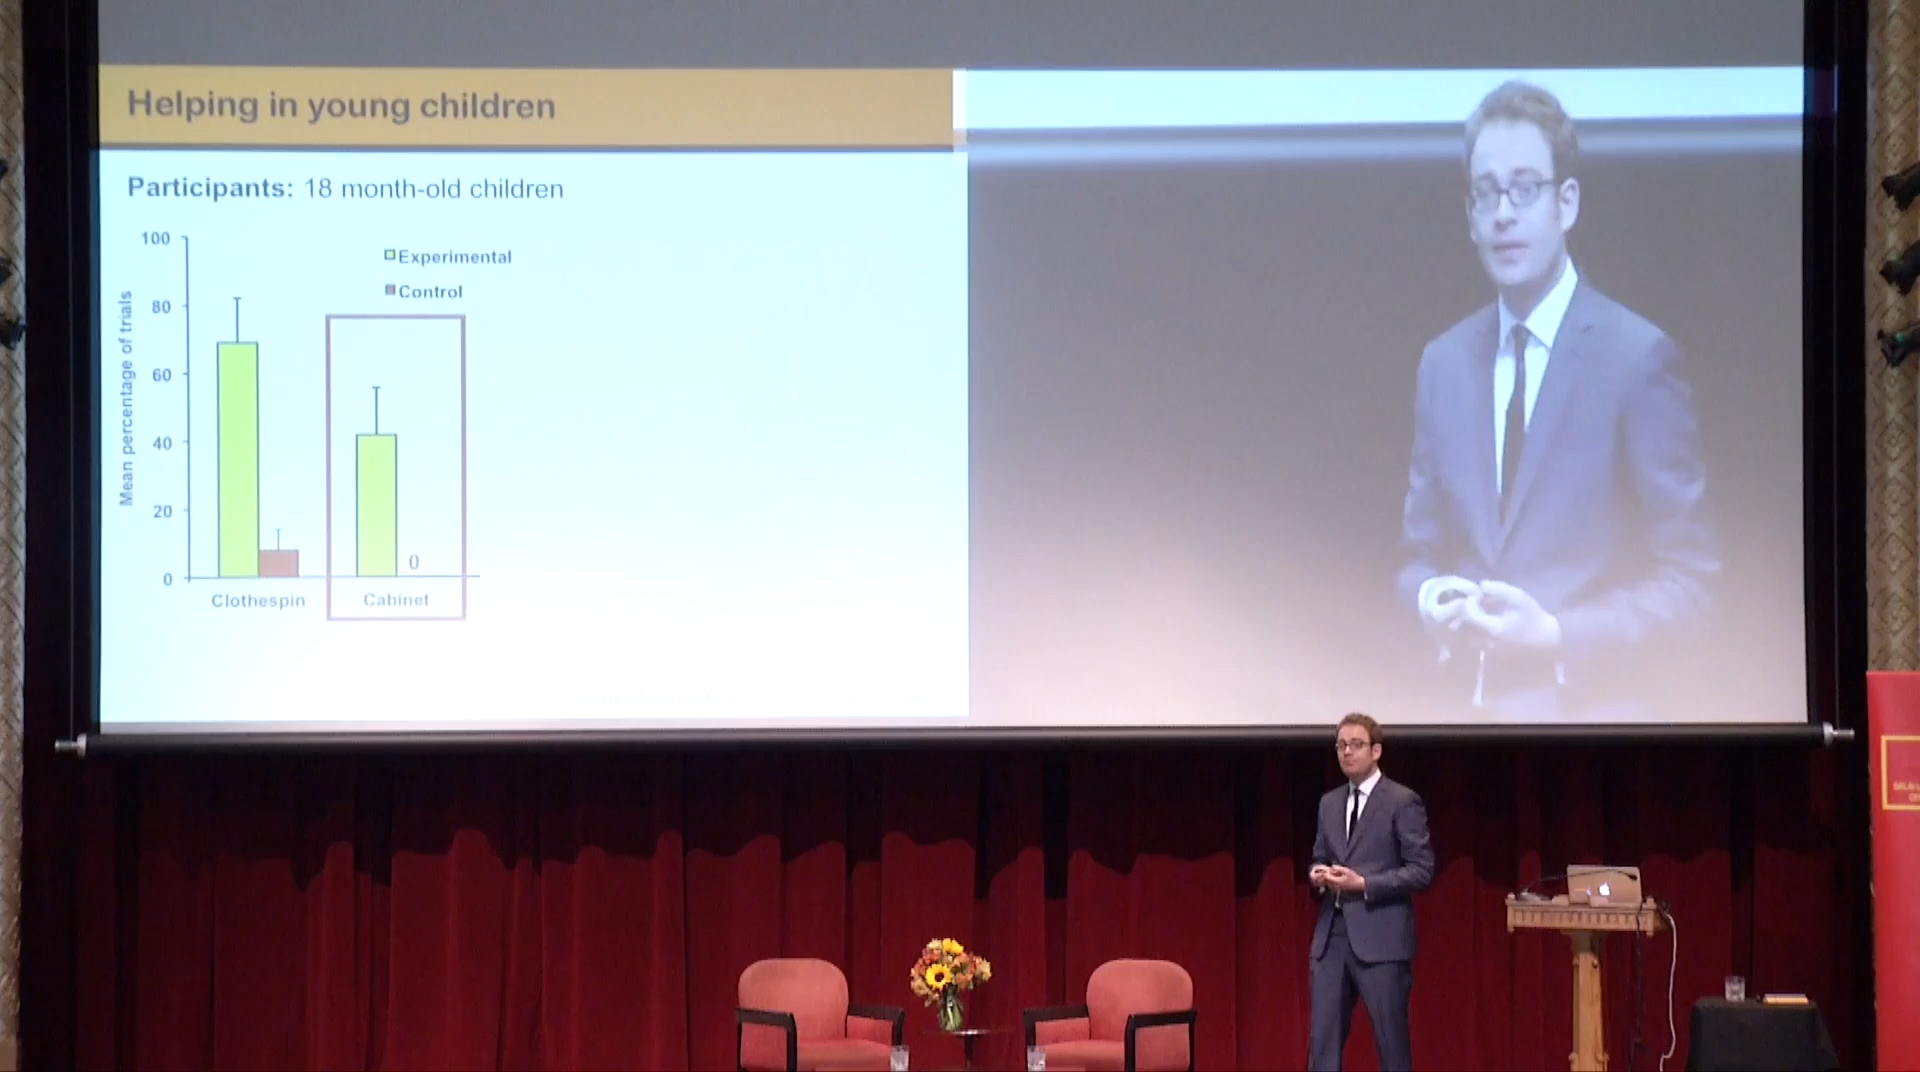 Helping in young children
Participants: 18 month-old children
100
80
60
40
20
0
Mean percentage of trials
Experimental
Control
0
Clothespin
Cabinet